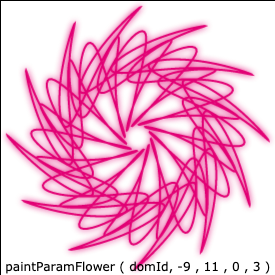 paintParamFlower ( domId, -9 , 11 , 0 , 3 )